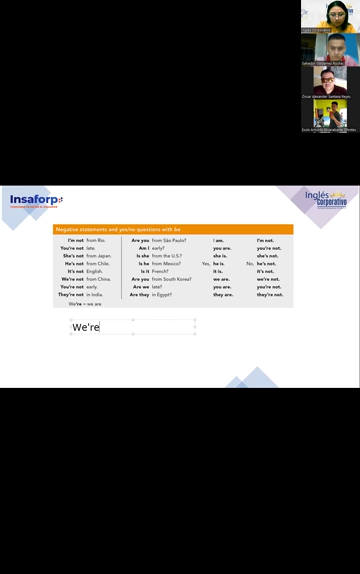 Insaforp
Inglés
Corporativo
Negative statements and yes/no questions with be
I'm not from Rio. Are you from São Paulo? I am. I'm not.
You're not late. Am I early? you are. you're not.
She's not from Japan. Is she from the U.S.? she is. she's not.
He's not from Chile. Is he from Mexico? Yes, he is. No, he's not.
It's not English. Is it French? it is. it's not.
We're not from China. Are you from South Korea? we are. we're not.
You're not early. Are we late? you are. you're not.
They're not in India. Are they in Egypt? they are. they're not.
We're = we are
We're